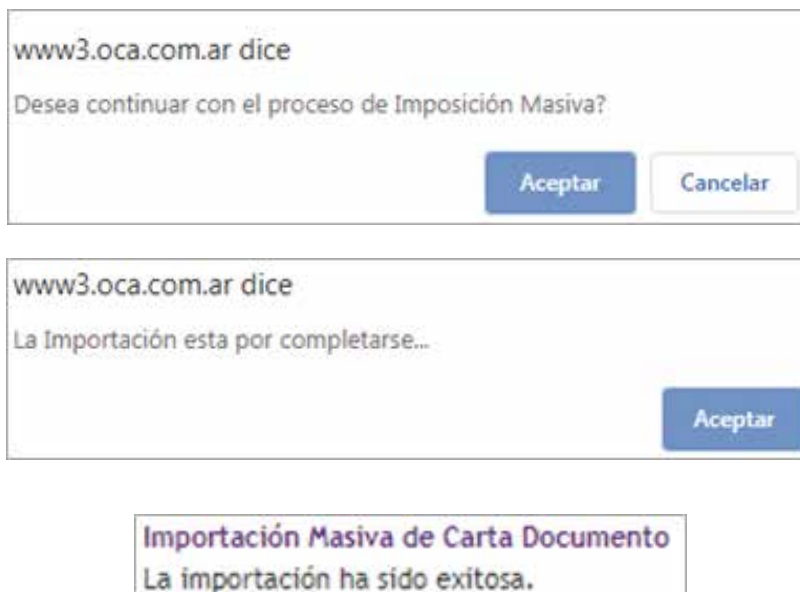 www3.oca.com.ar dice
Desea continuar con el proceso de Imposición Masiva?
Aceptar Cancelar
www3.oca.com.ar dice
La Importación esta por completarse...
Aceptar
Importación Masiva de Carta Documento
La importación ha sido exitosa.